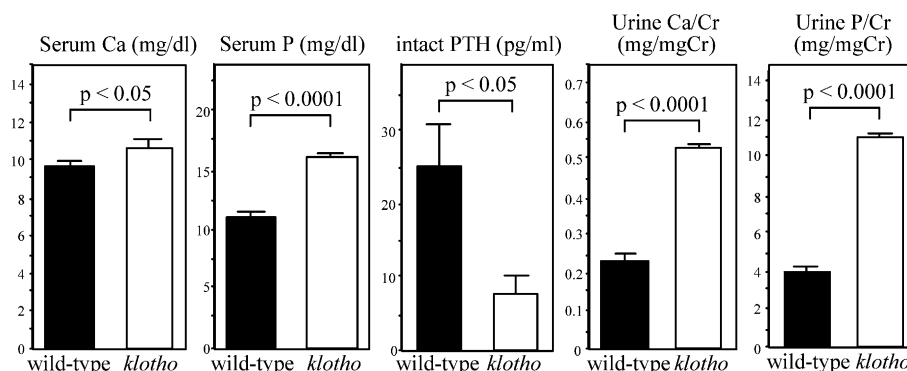 Serum Ca (mg/dl)
14
12
10
8
6
4
2
0
p < 0.05
wild-type klotho
Serum P (mg/dl)
20
15
10
5
0
p < 0.0001
wild-type klotho
intact PTH (pg/ml)
30
20
10
0
p < 0.05
wild-type klotho
Urine Ca/Cr
(mg/mgCr)
0.7
0.6
0.5
0.4
0.3
0.2
0.1
0
p < 0.0001
wild-type klotho
Urine P/Cr
(mg/mgCr)
14
12
10
8
6
4
2
0
p < 0.0001
wild-type klotho